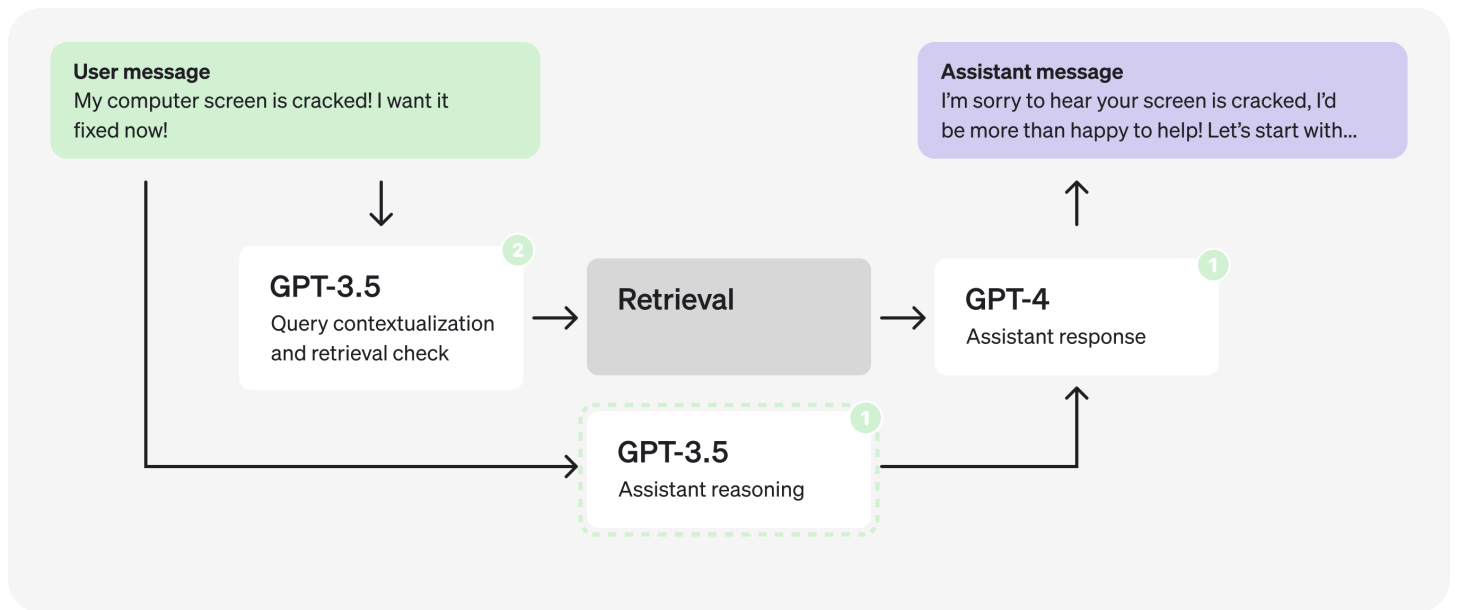 User message
My computer screen is cracked! I want it
fixed now!
Assistant message
I’m sorry to hear your screen is cracked, I’d
be more than happy to help! Let’s start with...
2
GPT-3.5
Query contextualization
and retrieval check
Retrieval
1
GPT-4
Assistant response
1
GPT-3.5
Assistant reasoning